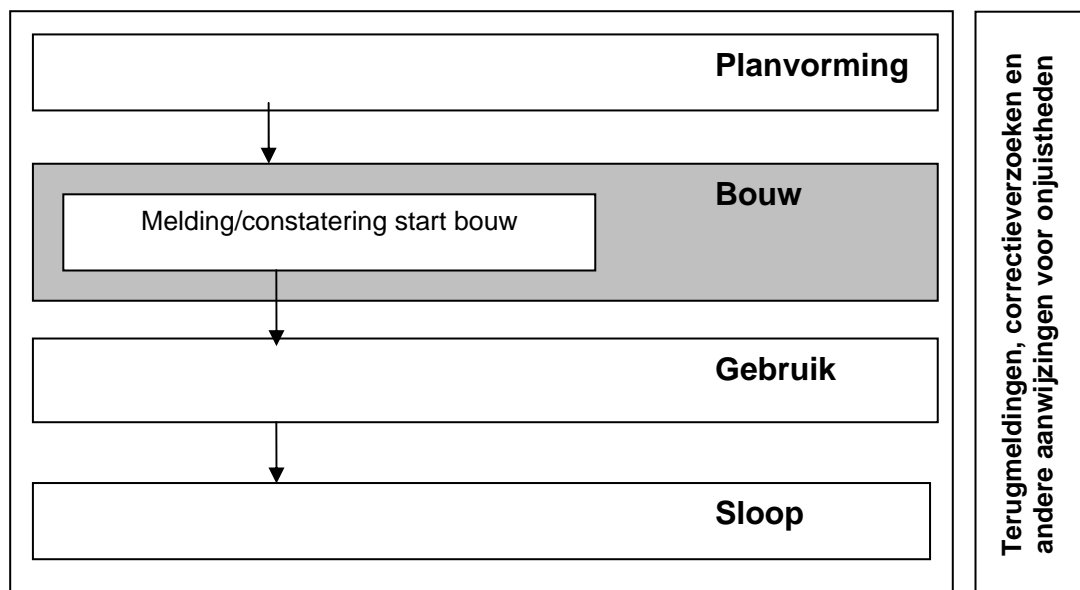 Planvorming
Bouw
Melding/constatering start bouw
Gebruik
Sloop
Terugmeldingen, correctieverzoeken en
andere aanwijzingen voor onjuistheden